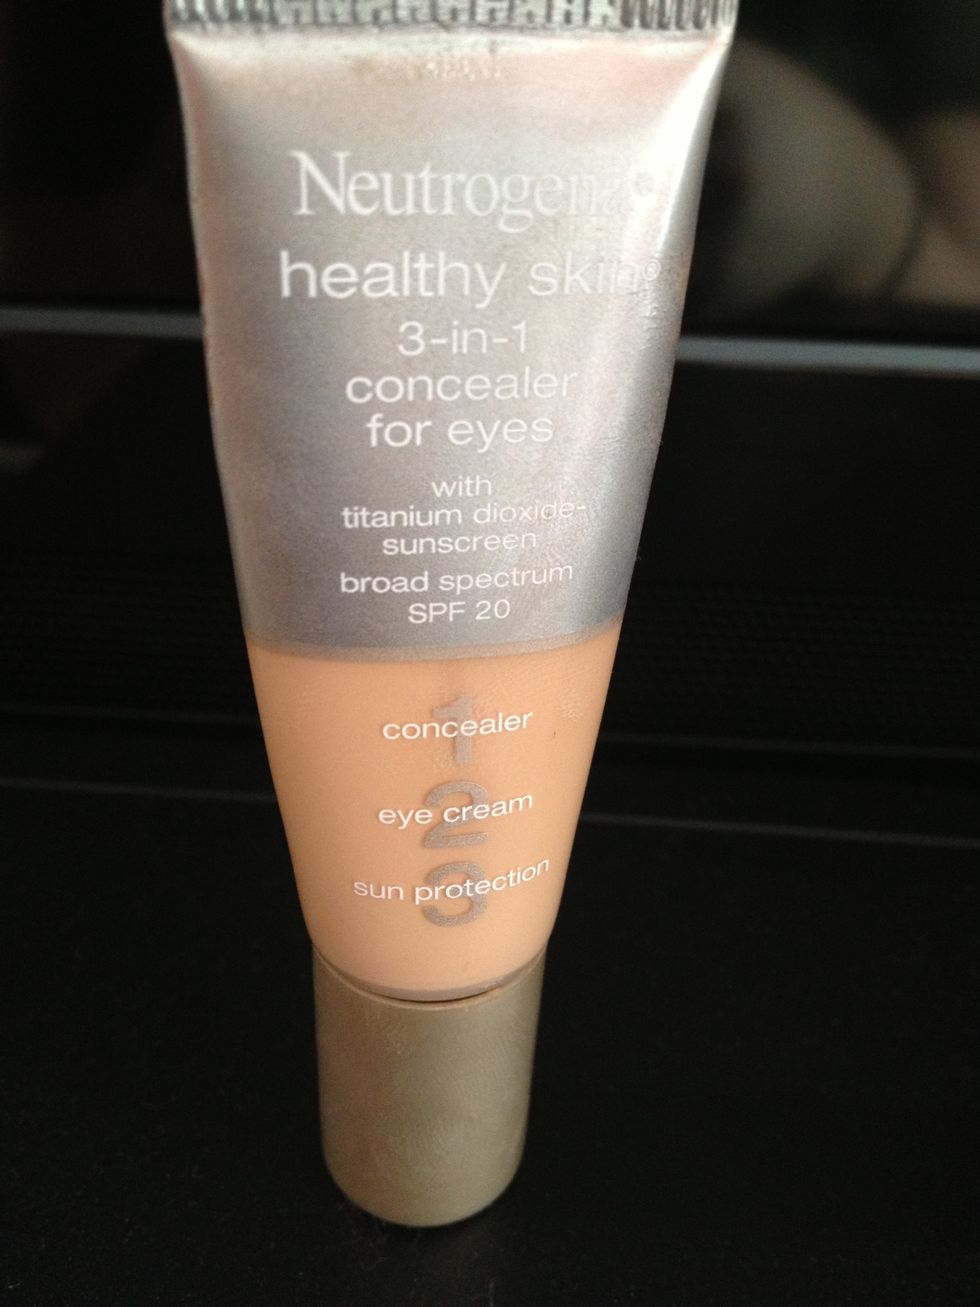 Neutrogena®
healthy skin®
3-in-1
concealer
for eyes
with
titanium dioxide-
sunscreen
broad spectrum
SPF 20
1
concealer
2
eye cream
3
sun protection